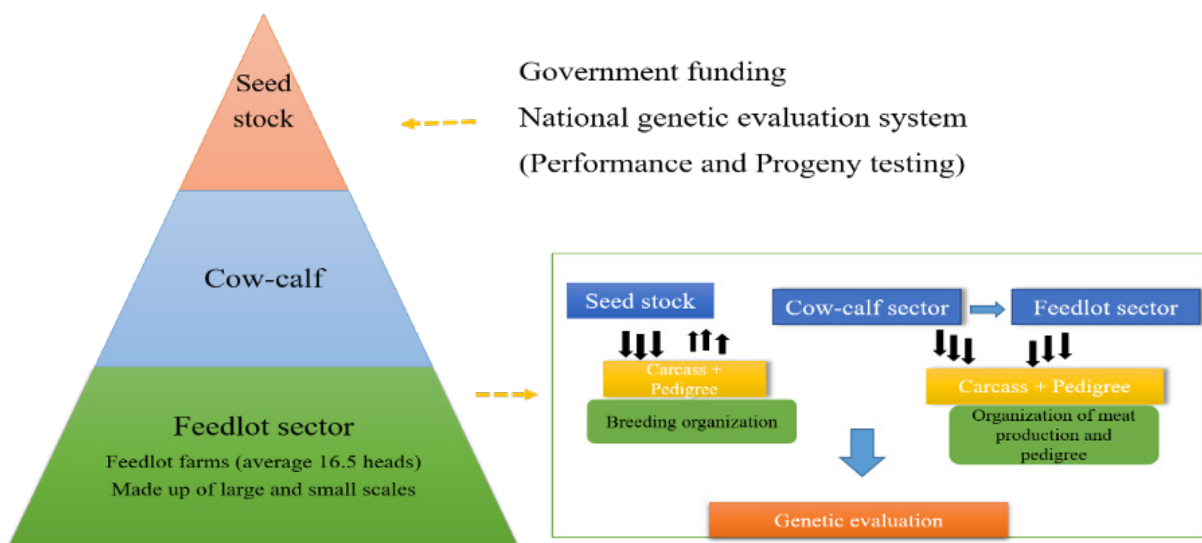 Seed
stock
Government funding
National genetic evaluation system
(Performance and Progeny testing)
Cow-calf
Feedlot sector
Feedlot farms (average 16.5 heads)
Made up of large and small scales
Seed stock
Cow-calf sector
Feedlot sector
Carcass +
Pedigree
Breeding organization
Carcass + Pedigree
Organization of meat
production and
pedigree
Genetic evaluation